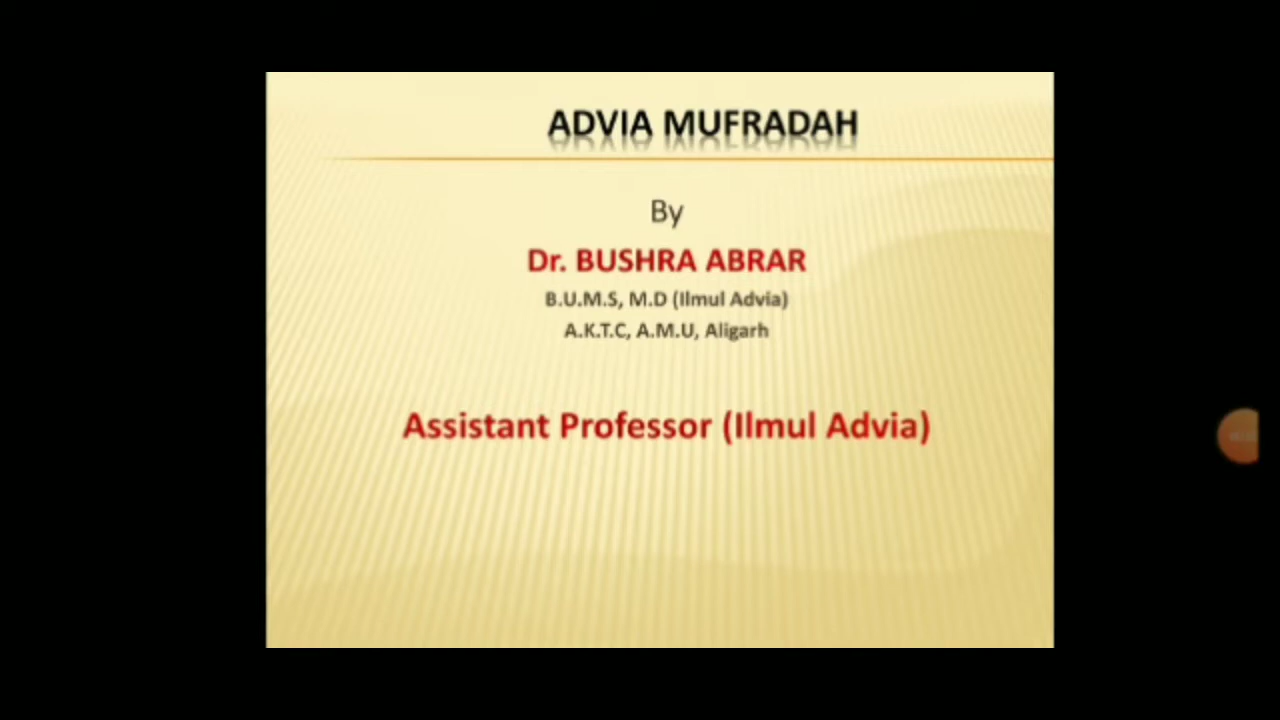 ADVIA MUFRADAH
By
Dr. BUSHRA ABRAR
B.U.M.S, M.D (Ilmul Advia)
A.K.T.C, A.M.U, Aligarh
Assistant Professor (Ilmul Advia)